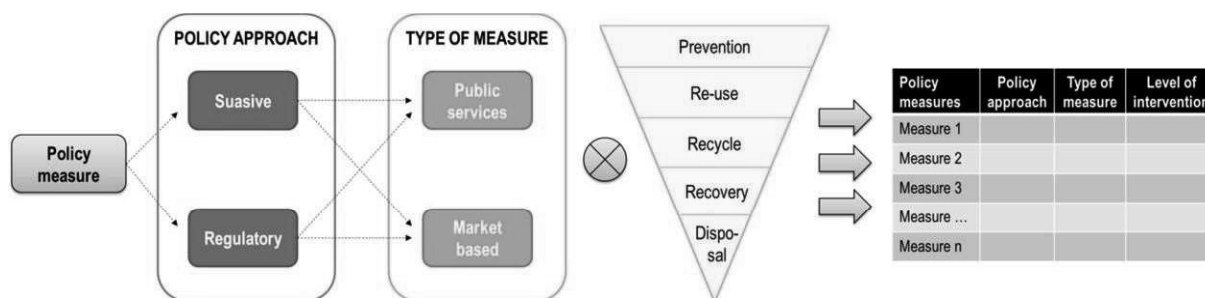 Policy
measure
POLICY APPROACH
Suasive
Regulatory
TYPE OF MEASURE
Public
services
Market
based
Prevention
Re-use
Recycle
Recovery
Dispo-
sal
Policy measures
Policy approach
Type of measure
Level of intervention
Measure 1
Measure 2
Measure 3
Measure ...
Measure n